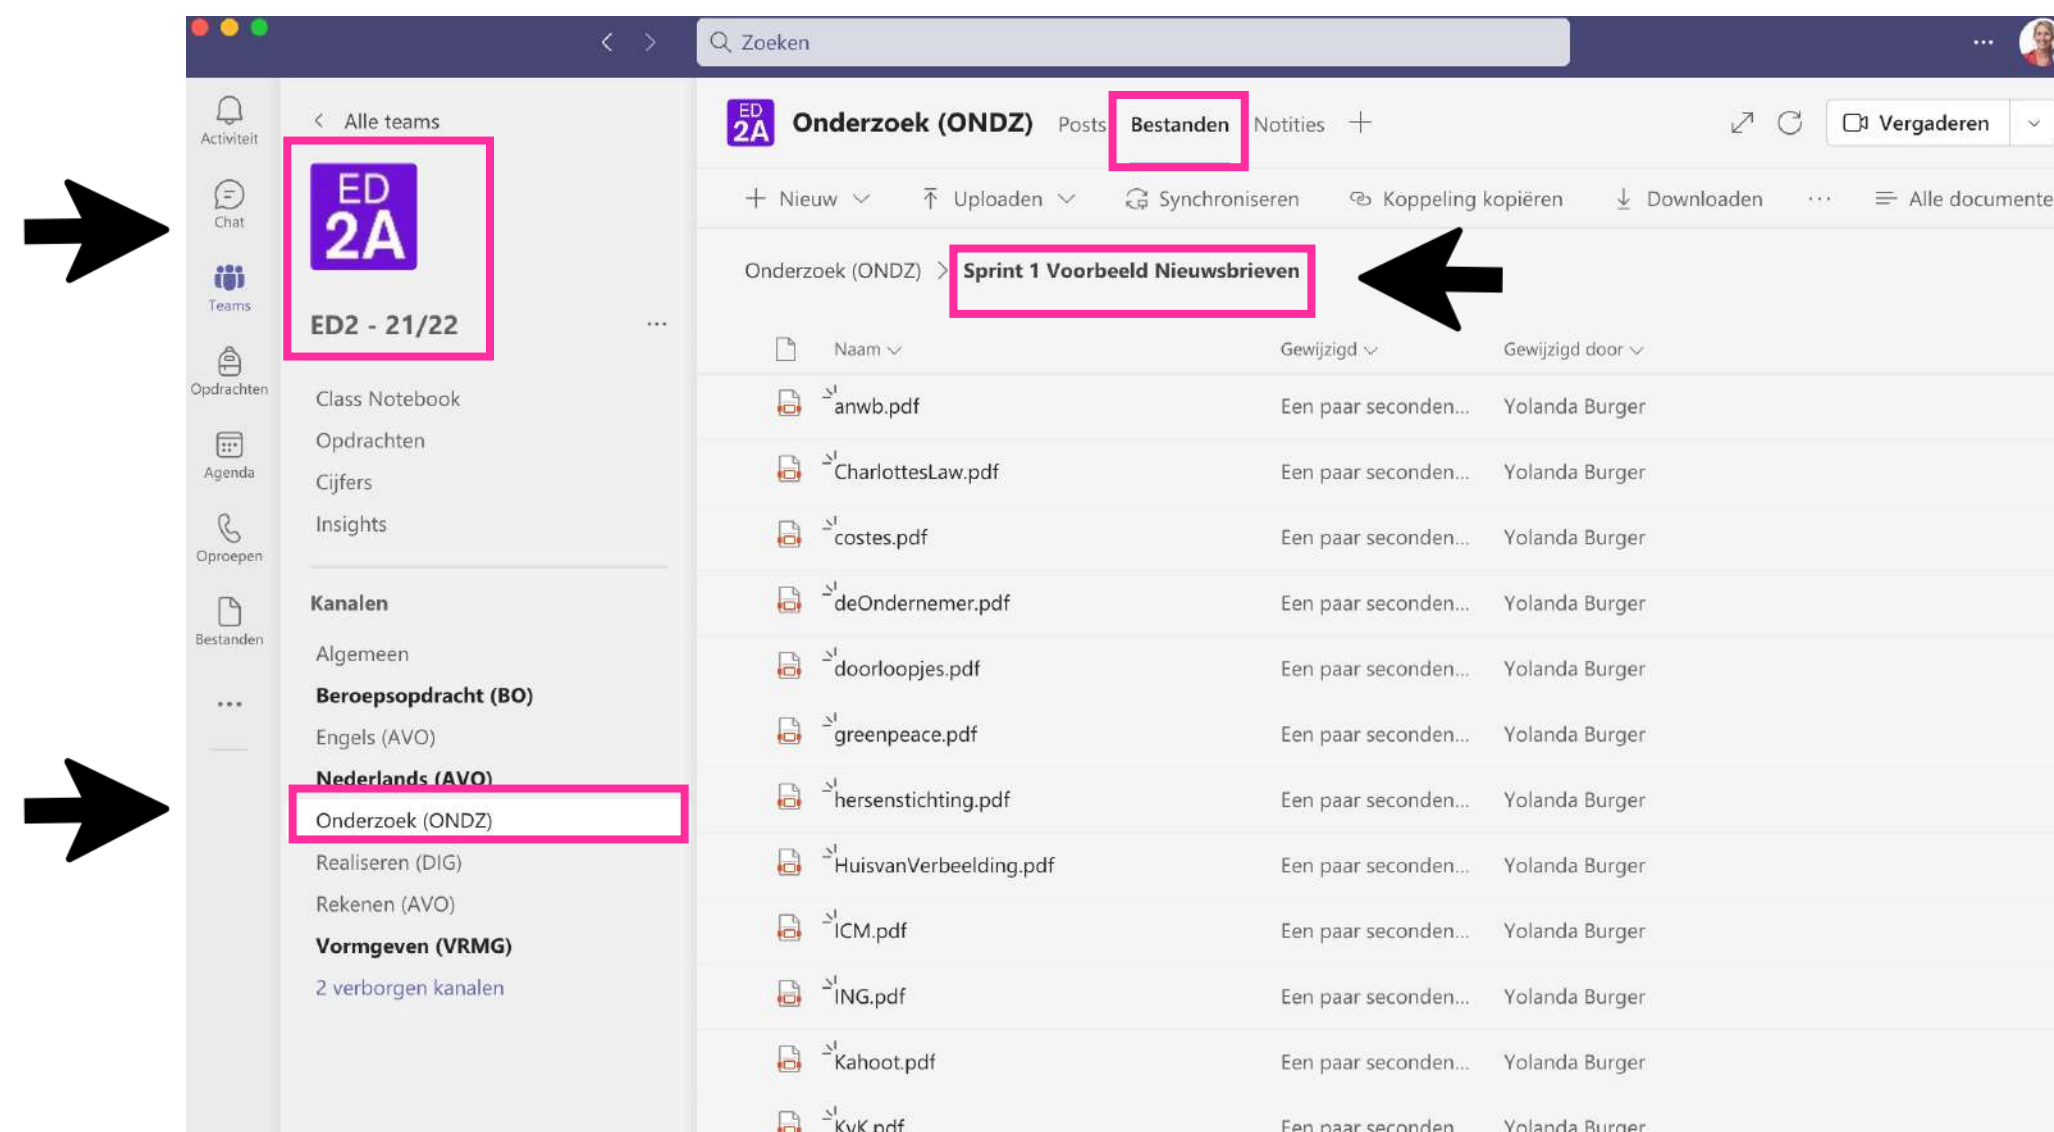 Zoeken
Activiteit
Chat
Teams
Opdrachten
Agenda
Oproepen
Bestanden
Alle teams
ED
2A
ED2 - 21/22
Class Notebook
Opdrachten
Cijfers
Insights
Kanalen
Algemeen
Beroepsopdracht (BO)
Engels (AVO)
Nederlands (AVO)
Onderzoek (ONDZ)
Realiseren (DIG)
Rekenen (AVO)
Vormgeven (VRMG)
2 verborgen kanalen
ED
2A
Onderzoek (ONDZ) Posts Bestanden Notities Vergaderen
Nieuw Uploaden Synchroniseren Koppeling kopiëren Downloaden ... Alle documente
Onderzoek (ONDZ) > Sprint 1 Voorbeeld Nieuwsbrieven
Naam Gewijzigd Gewijzigd door
anwb.pdf Een paar seconden... Yolanda Burger
CharlottesLaw.pdf Een paar seconden... Yolanda Burger
costes.pdf Een paar seconden... Yolanda Burger
deOndernemer.pdf Een paar seconden... Yolanda Burger
doorloopjes.pdf Een paar seconden... Yolanda Burger
greenpeace.pdf Een paar seconden... Yolanda Burger
hersenstichting.pdf Een paar seconden... Yolanda Burger
HuisvanVerbeelding.pdf Een paar seconden... Yolanda Burger
ICM.pdf Een paar seconden... Yolanda Burger
ING.pdf Een paar seconden... Yolanda Burger
Kahoot.pdf Een paar seconden... Yolanda Burger
KvK.pdf Een paar seconden Yolanda Burger